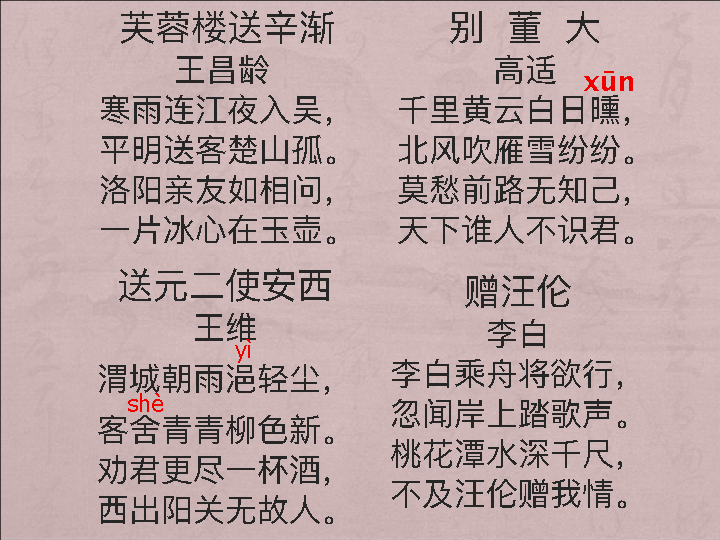 芙蓉楼送辛渐
王昌龄
寒雨连江夜入吴，
平明送客楚山孤。
洛阳亲友如相问，
一片冰心在玉壶。
别 董 大
高适
xūn
千里黄云白日曛，
北风吹雁雪纷纷。
莫愁前路无知己，
天下谁人不识君。
送元二使安西
王维
yì
渭城朝雨浥轻尘，
shè
客舍青青柳色新。
劝君更尽一杯酒，
西出阳关无故人。
赠汪伦
李白
李白乘舟将欲行，
忽闻岸上踏歌声。
桃花潭水深千尺，
不及汪伦赠我情。